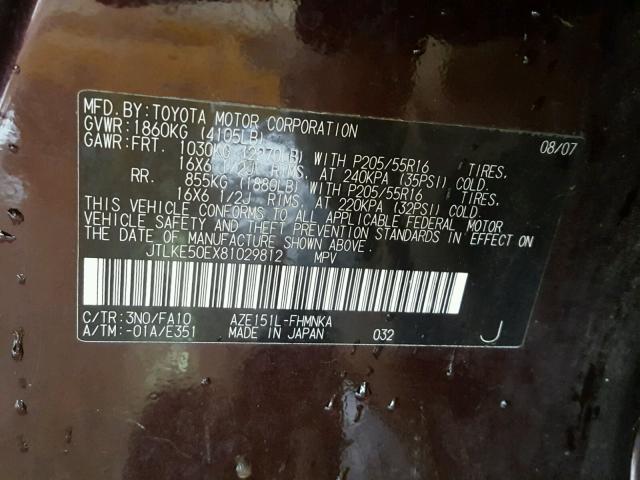 MFD. BY: TOYOTA MOTOR CORPORATION 08/07
GVWR: 1860KG (4105LB)
GAWR: FRT. 1030KG (2270LB) WITH P205/55R16 TIRES,
16X6 1/2J RIMS, AT 240KPA (35PSI) COLD.
RR. 855KG (1880LB) WITH P205/55R16 TIRES,
16X6 1/2J RIMS, AT 220KPA (32PSI) COLD.
THIS VEHICLE CONFORMS TO ALL APPLICABLE FEDERAL MOTOR
VEHICLE SAFETY AND THEFT PREVENTION STANDARDS IN EFFECT ON
THE DATE OF MANUFACTURE SHOWN ABOVE.
JTLKE50EX81029812 MPV
C/TR: 3N0/FA10 AZE151L-FHMNKA
A/TM: -01A/E351 MADE IN JAPAN 032 J